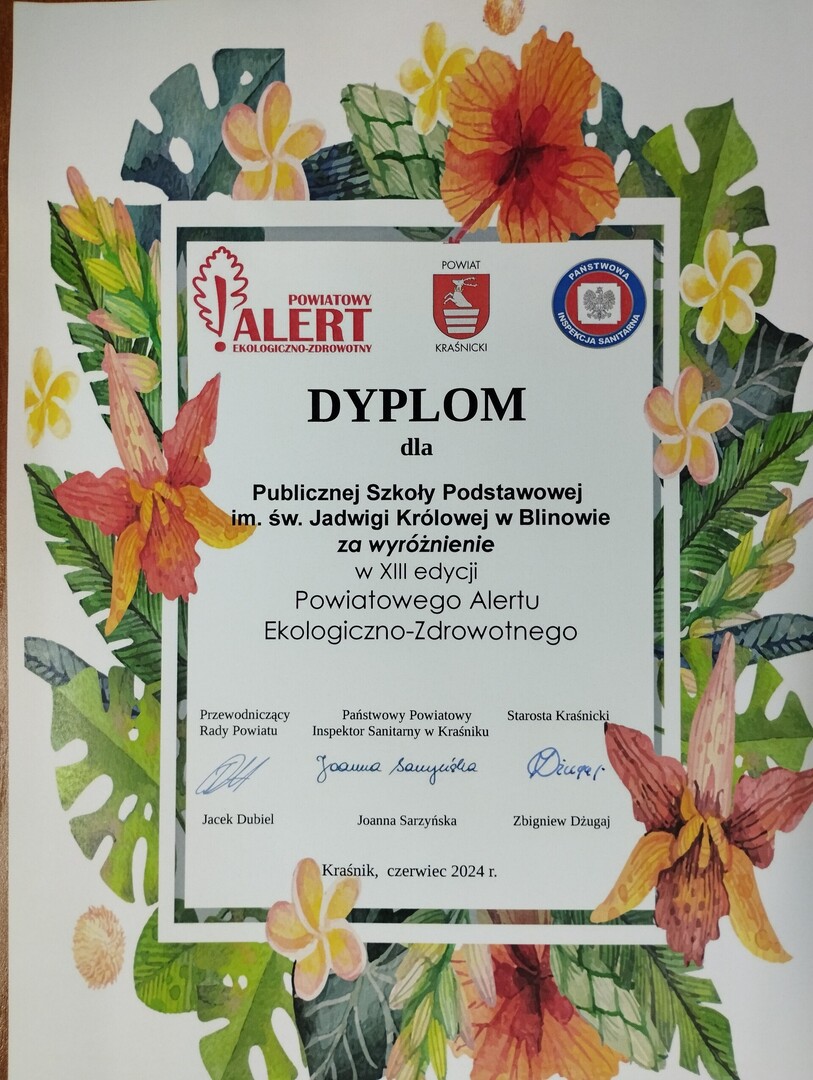 POWIATOWY
ALERT
EKOLOGICZNO-ZDROWOTNY
POWIAT
KRAŚNICKI
PAŃSTWOWA
INSPEKCJA SANITARNA
DYPLOM
dla
Publicznej Szkoły Podstawowej
im. św. Jadwigi Królowej w Blinowie
za wyróżnienie
w XIII edycji
Powiatowego Alertu
Ekologiczno-Zdrowotnego
Przewodniczący
Rady Powiatu
Państwowy Powiatowy
Inspektor Sanitarny w Kraśniku
Starosta Kraśnicki
Joanna Sarzyńska
Dżugaj
Jacek Dubiel
Joanna Sarzyńska
Zbigniew Dżugaj
Kraśnik, czerwiec 2024 r.